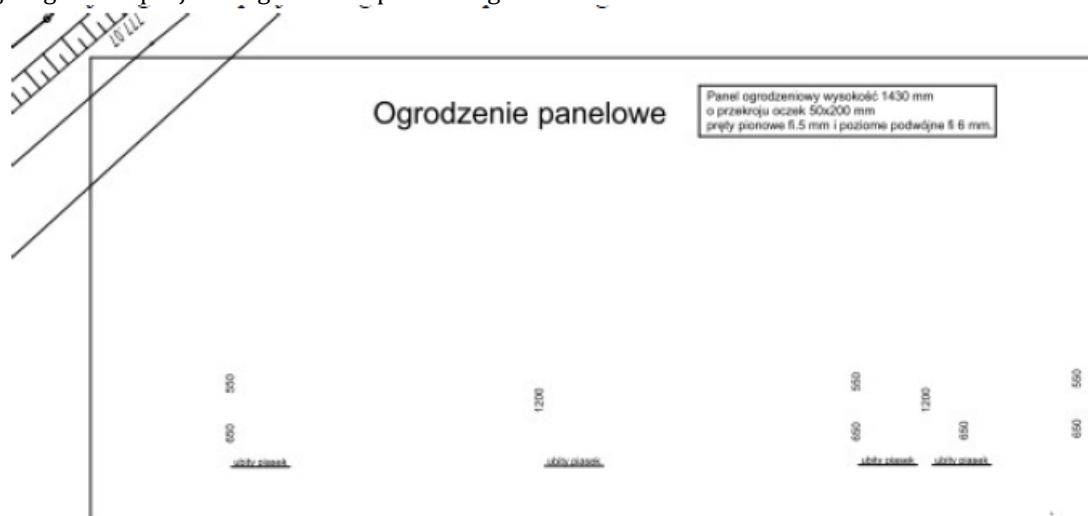 777.07
Ogrodzenie panelowe
Panel ogrodzeniowy wysokość 1430 mm
o przekroju oczek 50x200 mm
pręty pionowe fi.5 mm i poziome podwójne fi 6 mm.
550
1200
550
1200
550
650
650
650
650
ubity piasek
ubity piasek
ubity piasek
ubity piasek